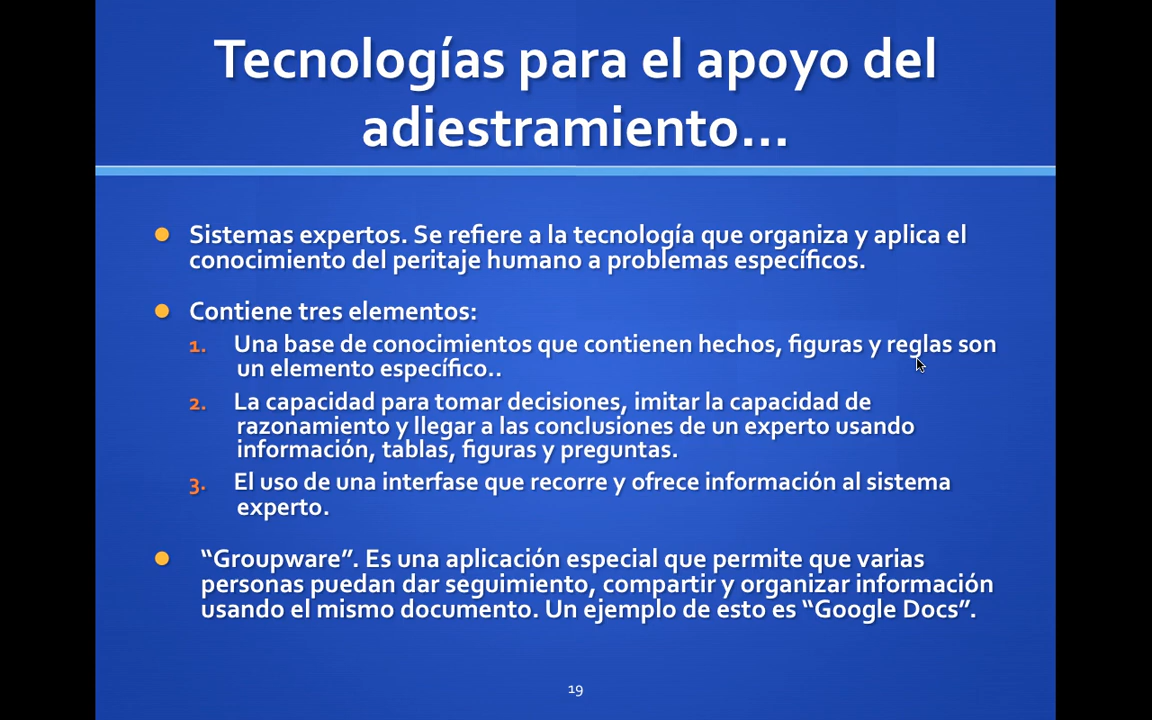 Tecnologías para el apoyo del
adiestramiento...
Sistemas expertos. Se refiere a la tecnología que organiza y aplica el
conocimiento del peritaje humano a problemas específicos.
Contiene tres elementos:
1. Una base de conocimientos que contienen hechos, figuras y reglas son
un elemento específico..
2. La capacidad para tomar decisiones, imitar la capacidad de
razonamiento y llegar a las conclusiones de un experto usando
información, tablas, figuras y preguntas.
3. El uso de una interfase que recorre y ofrece información al sistema
experto.
“Groupware”. Es una aplicación especial que permite que varias
personas puedan dar seguimiento, compartir y organizar información
usando el mismo documento. Un ejemplo de esto es “Google Docs”.
19